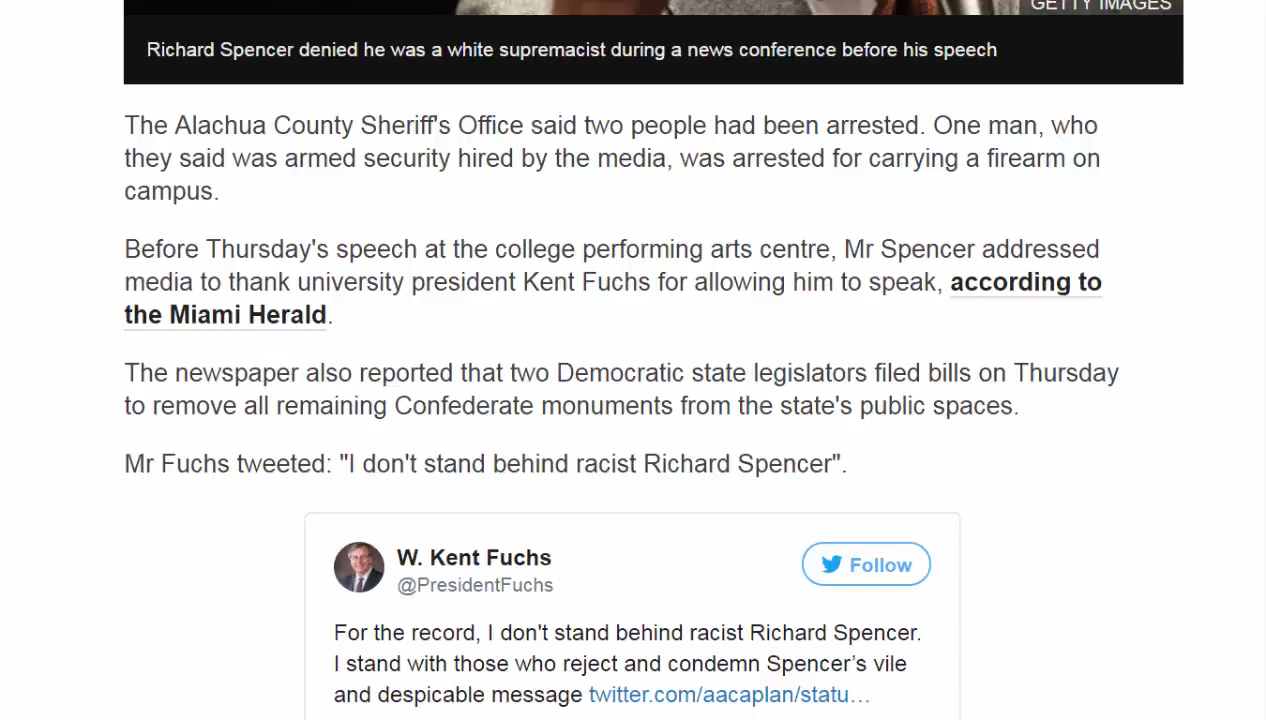 GETTY IMAGES
Richard Spencer denied he was a white supremacist during a news conference before his speech
The Alachua County Sheriff's Office said two people had been arrested. One man, who
they said was armed security hired by the media, was arrested for carrying a firearm on
campus.
Before Thursday's speech at the college performing arts centre, Mr Spencer addressed
media to thank university president Kent Fuchs for allowing him to speak, according to
the Miami Herald.
The newspaper also reported that two Democratic state legislators filed bills on Thursday
to remove all remaining Confederate monuments from the state's public spaces.
Mr Fuchs tweeted: "I don't stand behind racist Richard Spencer".
W. Kent Fuchs
@PresidentFuchs
Follow
For the record, I don't stand behind racist Richard Spencer.
I stand with those who reject and condemn Spencer’s vile
and despicable message twitter.com/aacaplan/statu…